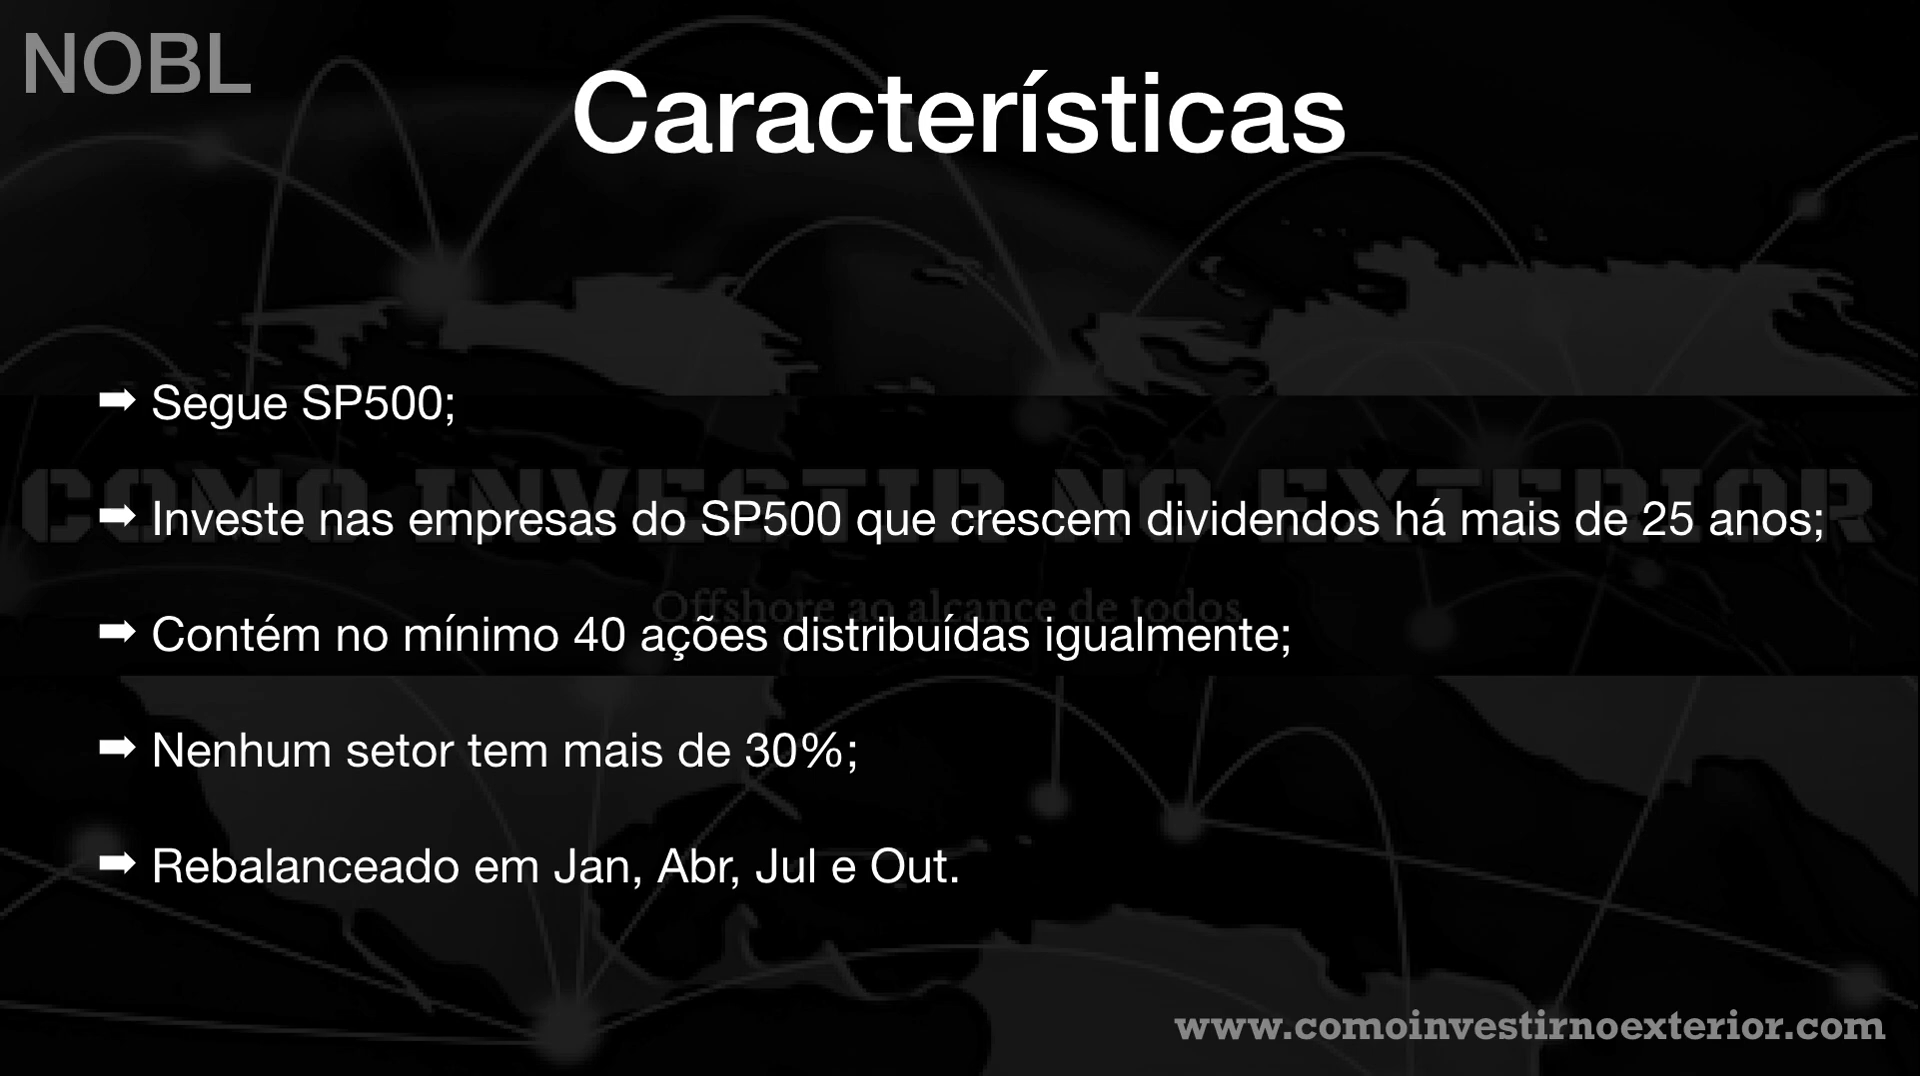 NOBL
Características
➡ Segue SP500;
COMO INVESTIR NO EXTERIOR
➡ Investe nas empresas do SP500 que crescem dividendos há mais de 25 anos;
Offshore ao alcance de todos
➡ Contém no mínimo 40 ações distribuídas igualmente;
➡ Nenhum setor tem mais de 30%;
➡ Rebalanceado em Jan, Abr, Jul e Out.
www.comoinvestirnoexterior.com